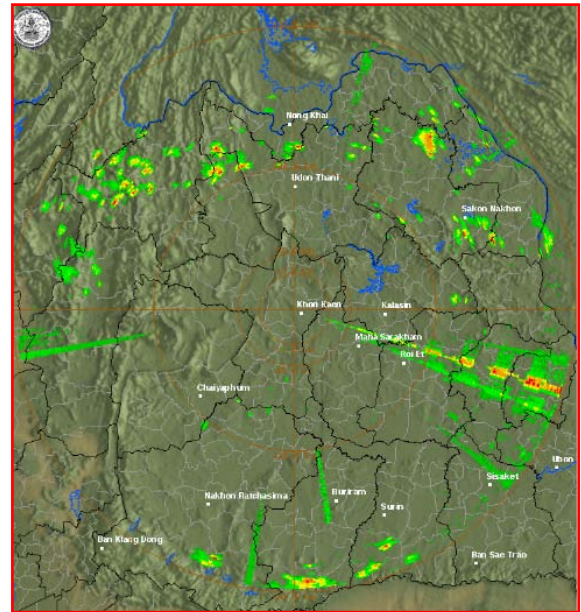 Nong Khai
Udon Thani
Sakon Nakhon
Khon Kaen
Kalasin
Maha Sarakham
Roi Et
Chaiyaphum
Ubon
Sisaket
Nakhon Ratchasima
Buriram
Surin
Ban Klang Dong
Ban Sae Trao